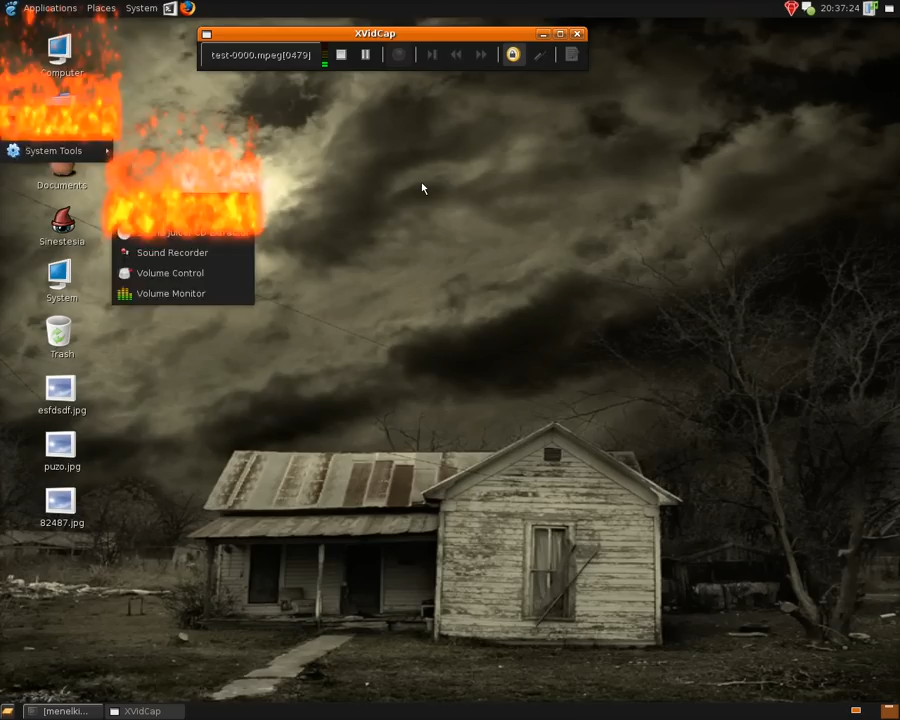 Applications Places System
20:37:24
XVidCap
test-0000.mpeg[0479]
Computer
System Tools
Documents
Sound Recorder
Volume Control
Volume Monitor
Sinestesia
System
Trash
esfdsdf.jpg
puzo.jpg
82487.jpg
[menelki...
XVidCap